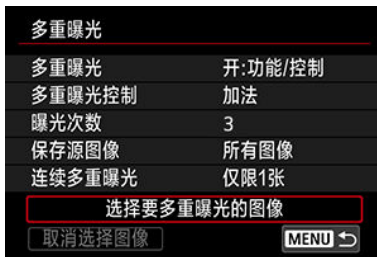 多重曝光
多重曝光 开:功能/控制
多重曝光控制 加法
曝光次数 3
保存源图像 所有图像
连续多重曝光 仅限1张
选择要多重曝光的图像
取消选择图像 MENU